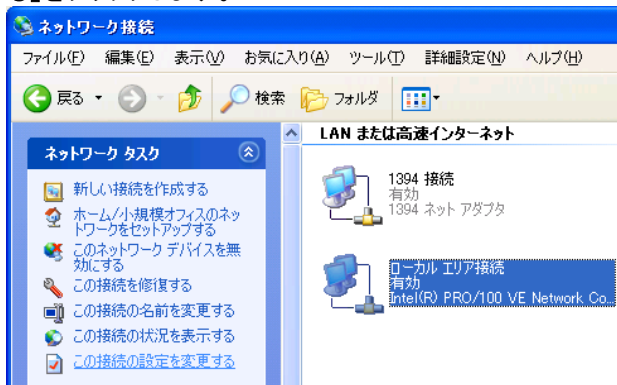 ネットワーク接続
ファイル(F) 編集(E) 表示(V) お気に入り(A) ツール(T) 詳細設定(N) ヘルプ(H)
戻る 検索 フォルダ
ネットワーク タスク
新しい接続を作成する
ホーム/小規模オフィスのネッ
トワークをセットアップする
このネットワーク デバイスを無
効にする
この接続を修復する
この接続の名前を変更する
この接続の状況を表示する
この接続の設定を変更する
LAN または高速インターネット
1394 接続
有効
1394 ネット アダプタ
ローカル エリア接続
有効
Intel(R) PRO/100 VE Network Co...